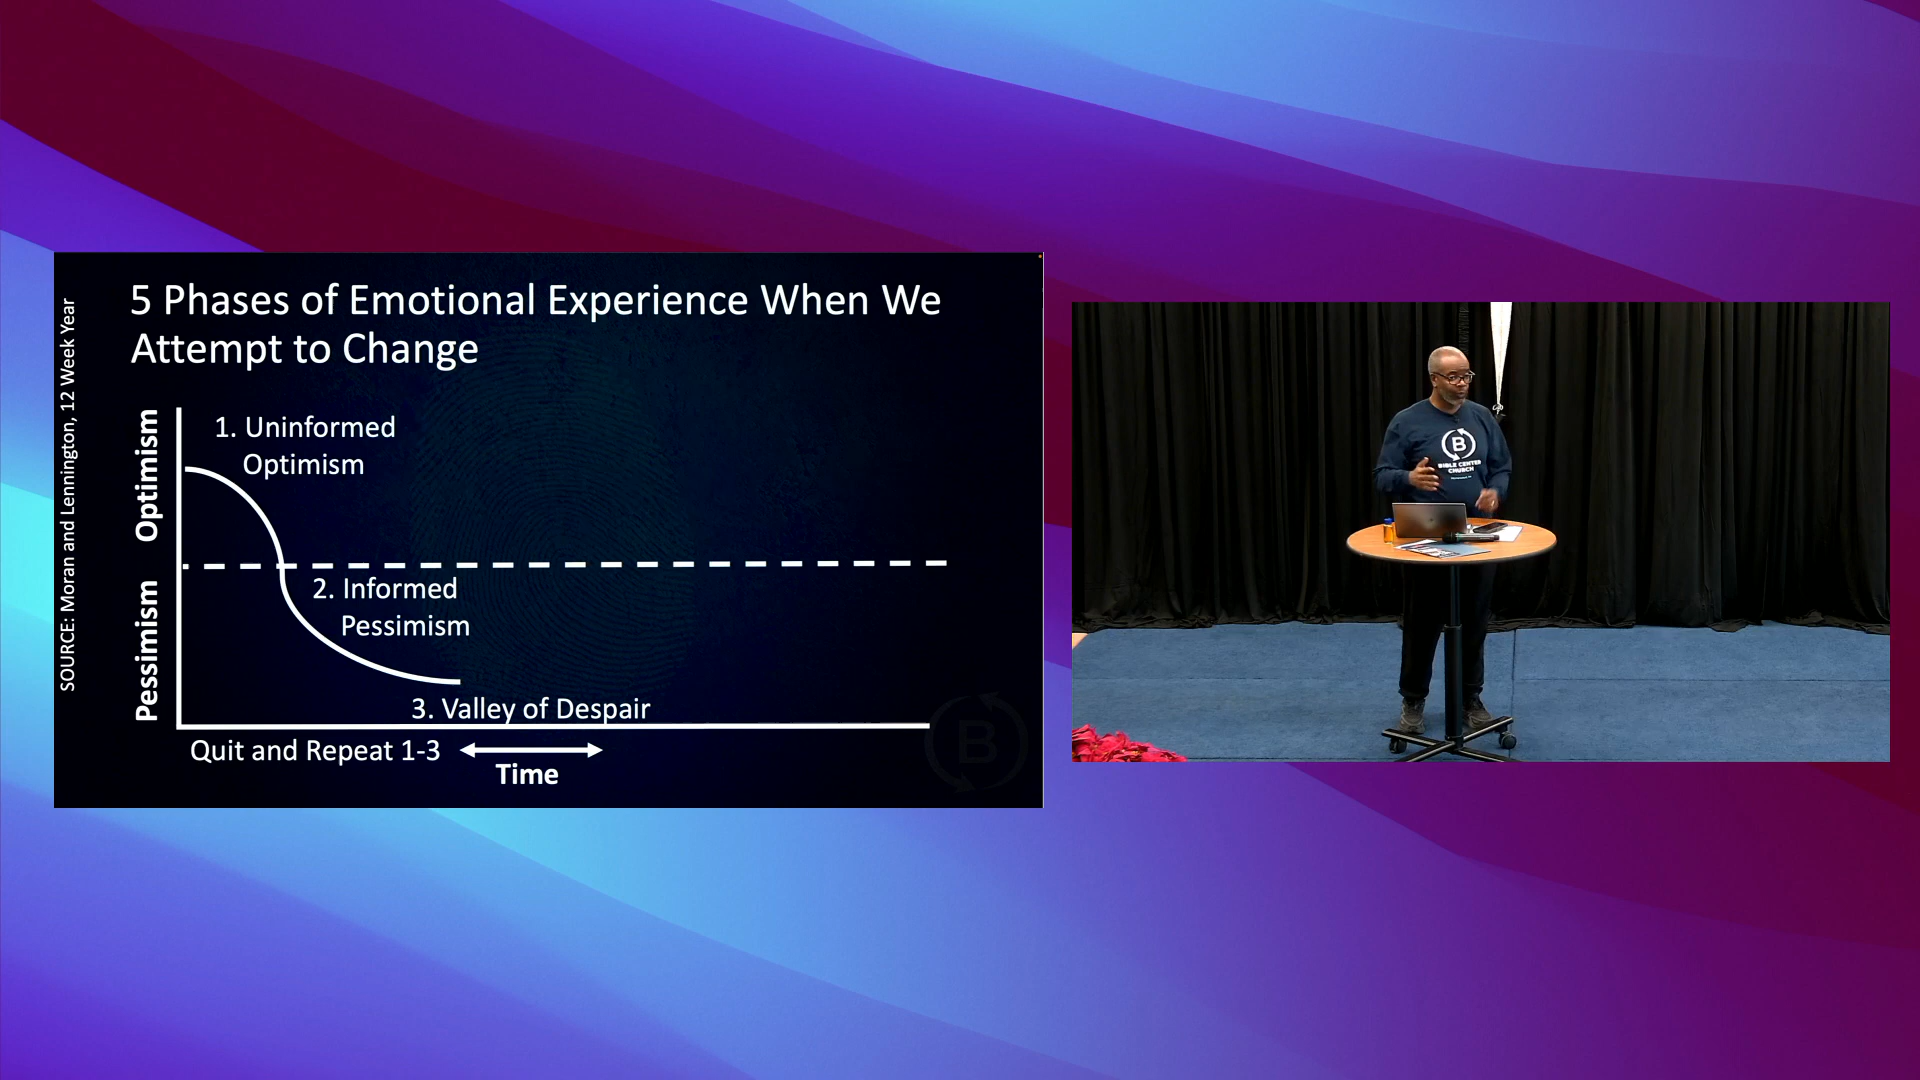 5 Phases of Emotional Experience When We
Attempt to Change
SOURCE: Moran and Lennington, 12 Week Year
Optimism
Pessimism
1. Uninformed
Optimism
2. Informed
Pessimism
3. Valley of Despair
Quit and Repeat 1-3
Time
B
B
BIBLE CENTER
CHURCH